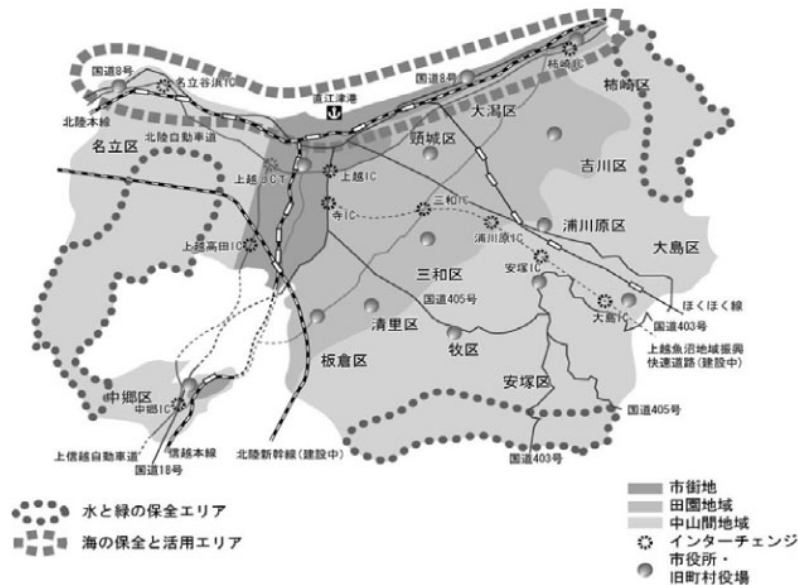 国道8号
名立谷浜IC
直江津港
国道8号
柿崎IC
柿崎区
北陸本線
北陸自動車道
大潟区
名立区
頸城区
吉川区
上越JCT
上越IC
三和IC
寺IC
浦川原区
浦川原IC
大島区
上越高田IC
安塚IC
三和区
国道405号
大島IC
ほくほく線
国道403号
清里区
牧区
上越魚沼地域振興
快速道路(建設中)
板倉区
安塚区
中郷区
中郷IC
国道405号
上信越自動車道
信越本線
国道18号
北陸新幹線(建設中)
国道403号
水と緑の保全エリア
海の保全と活用エリア
市街地
田園地域
中山間地域
インターチェンジ
市役所・
旧町村役場